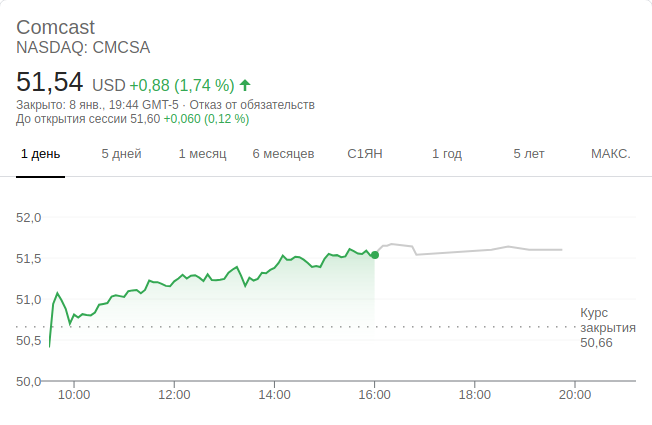 Comcast
NASDAQ: CMCSA
51,54 USD +0,88 (1,74 %)
Закрыто: 8 янв., 19:44 GMT-5 · Отказ от обязательств
До открытия сессии 51,60 +0,060 (0,12 %)
1 день 5 дней 1 месяц 6 месяцев С1ЯН 1 год 5 лет МАКС.
52,0
51,5
51,0
Курс
закрытия
50,5
50,66
50,0
10:00 12:00 14:00 16:00 18:00 20:00